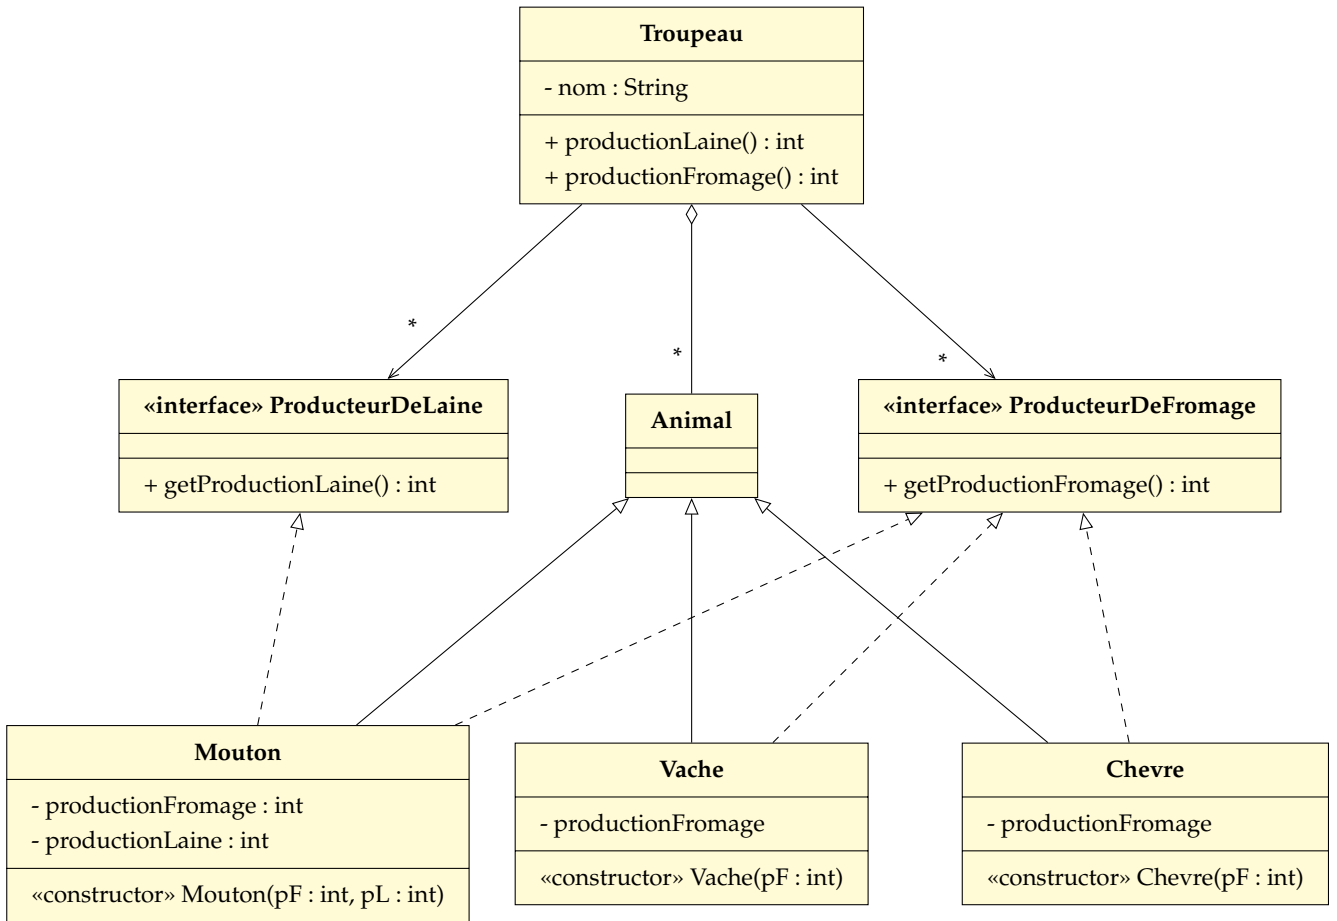 Troupeau
- nom : String
+ productionLaine() : int
+ productionFromage() : int
*
*
*
«interface» ProducteurDeLaine
+ getProductionLaine() : int
Animal
«interface» ProducteurDeFromage
+ getProductionFromage() : int
Mouton
- productionFromage : int
- productionLaine : int
«constructor» Mouton(pF : int, pL : int)
Vache
- productionFromage
«constructor» Vache(pF : int)
Chevre
- productionFromage
«constructor» Chevre(pF : int)